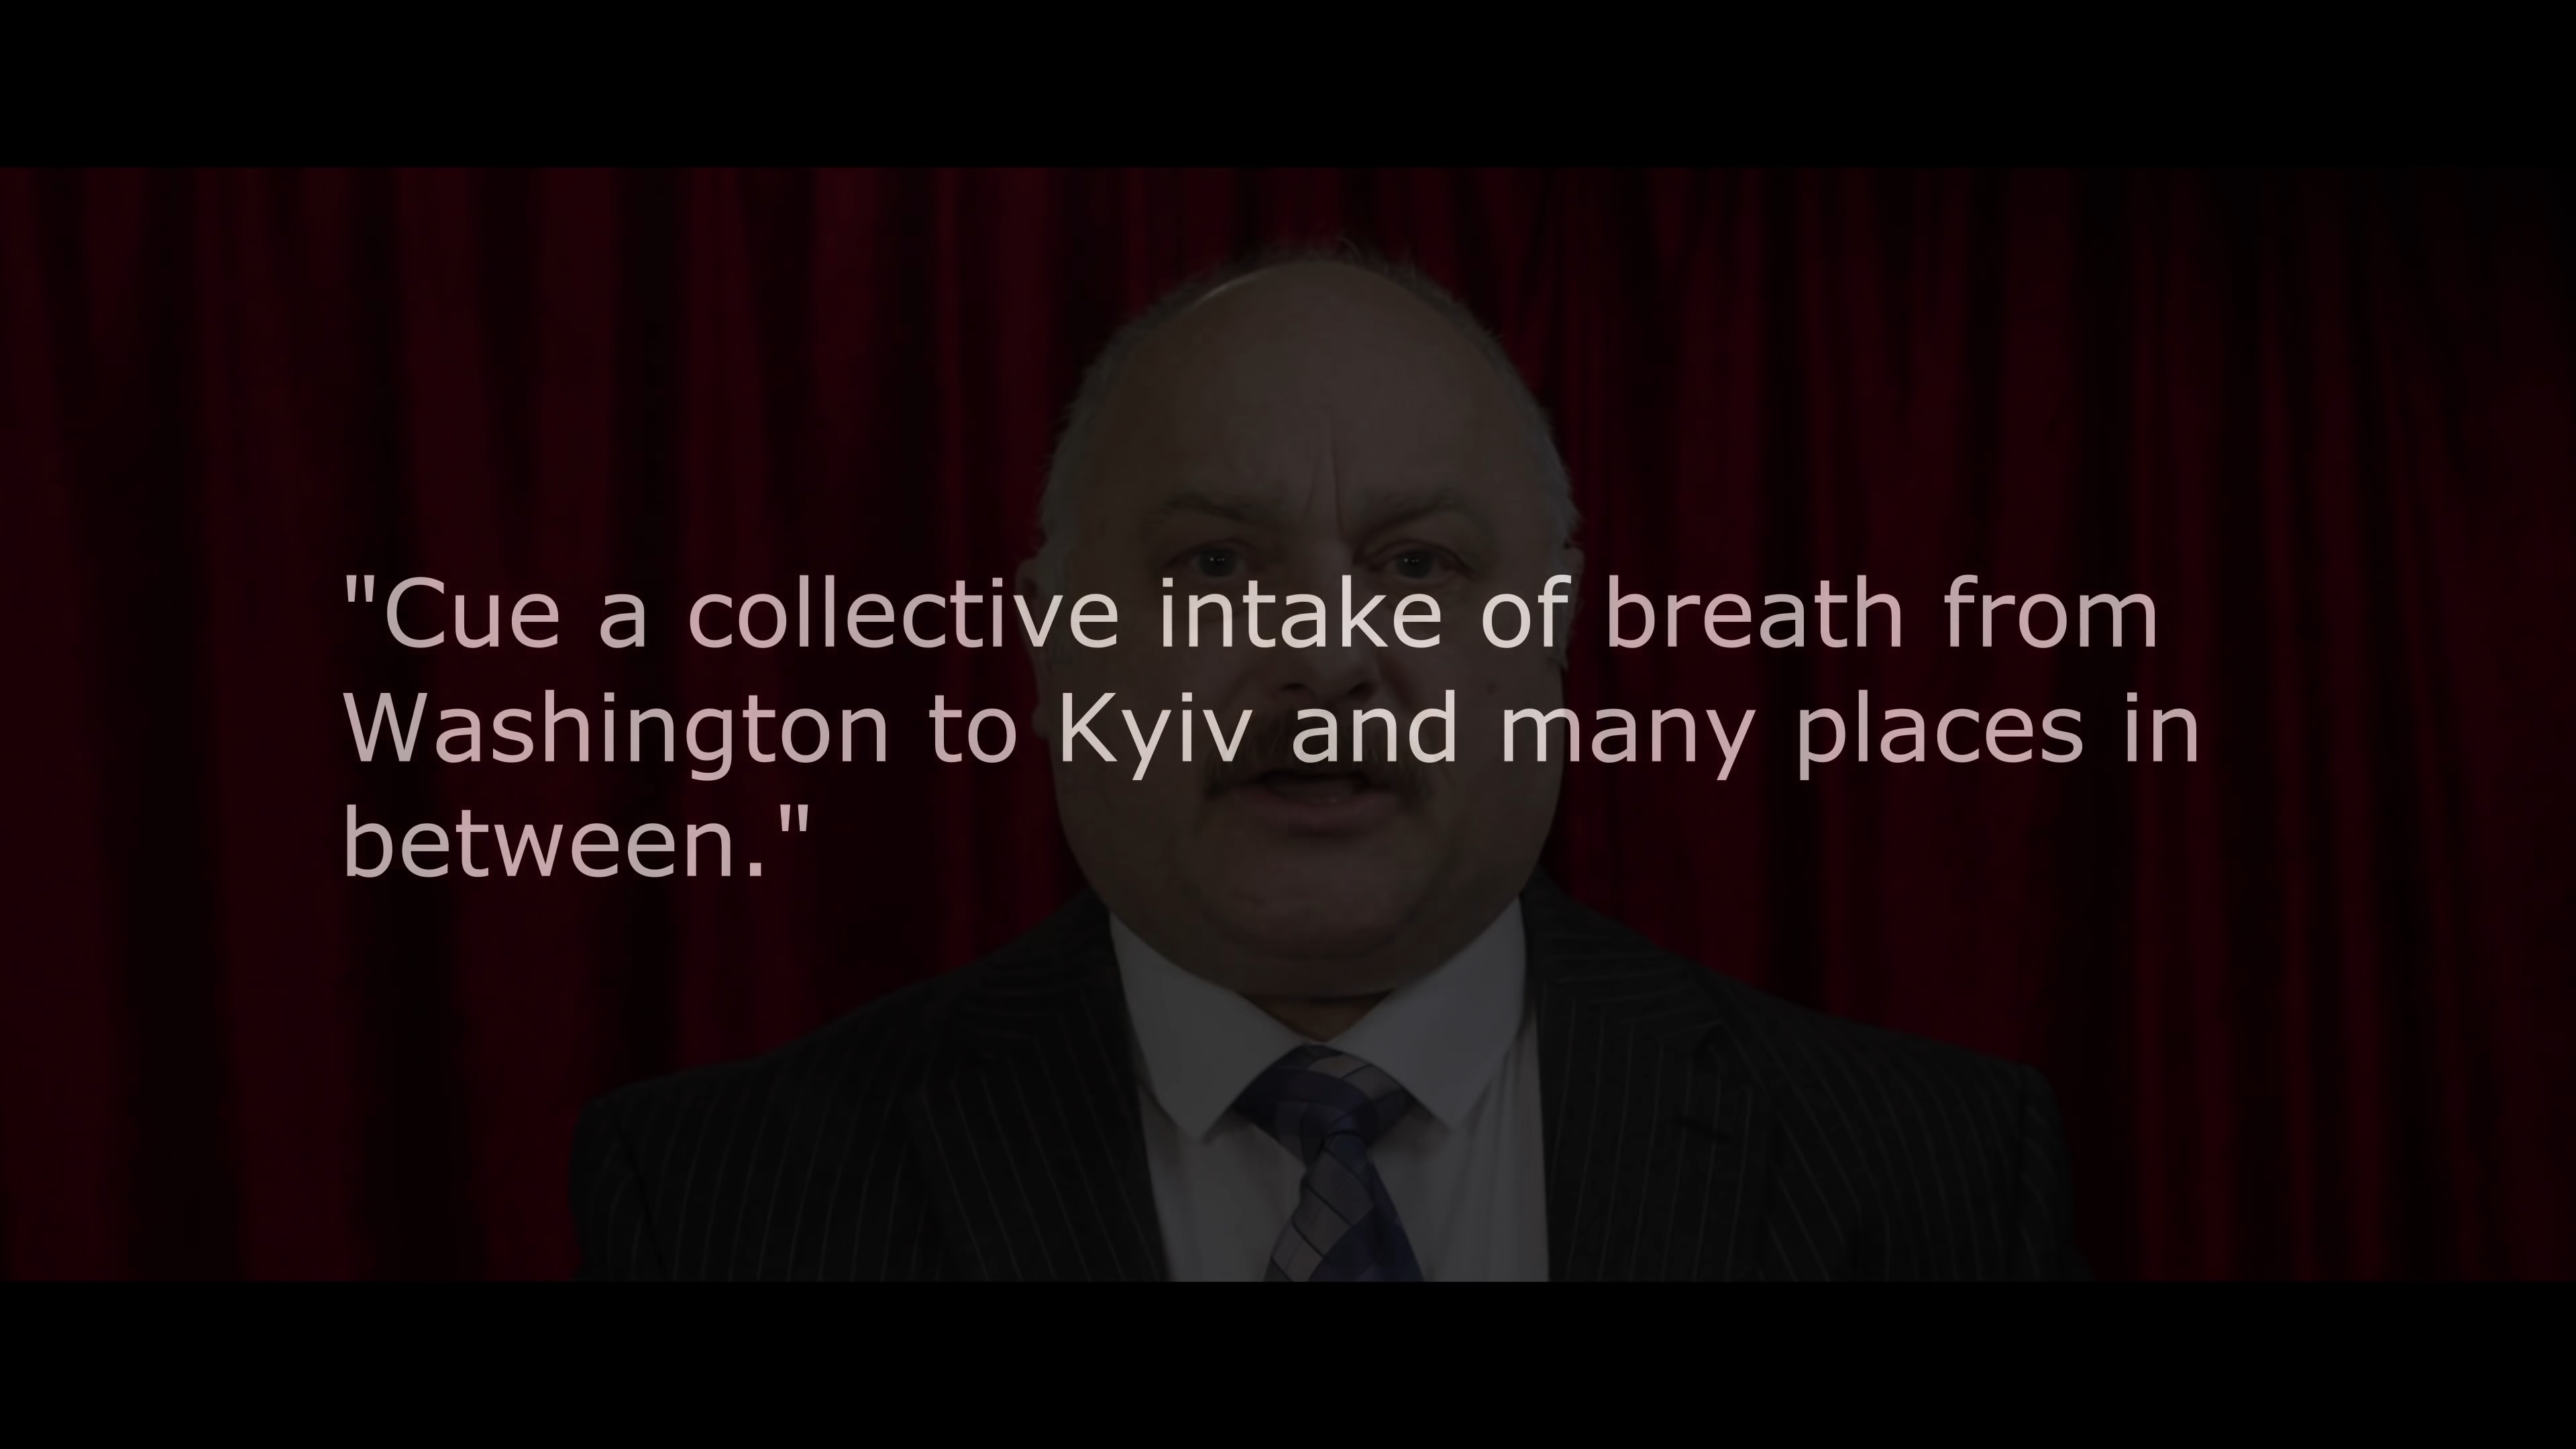 "Cue a collective intake of breath from
Washington to Kyiv and many places in
between."